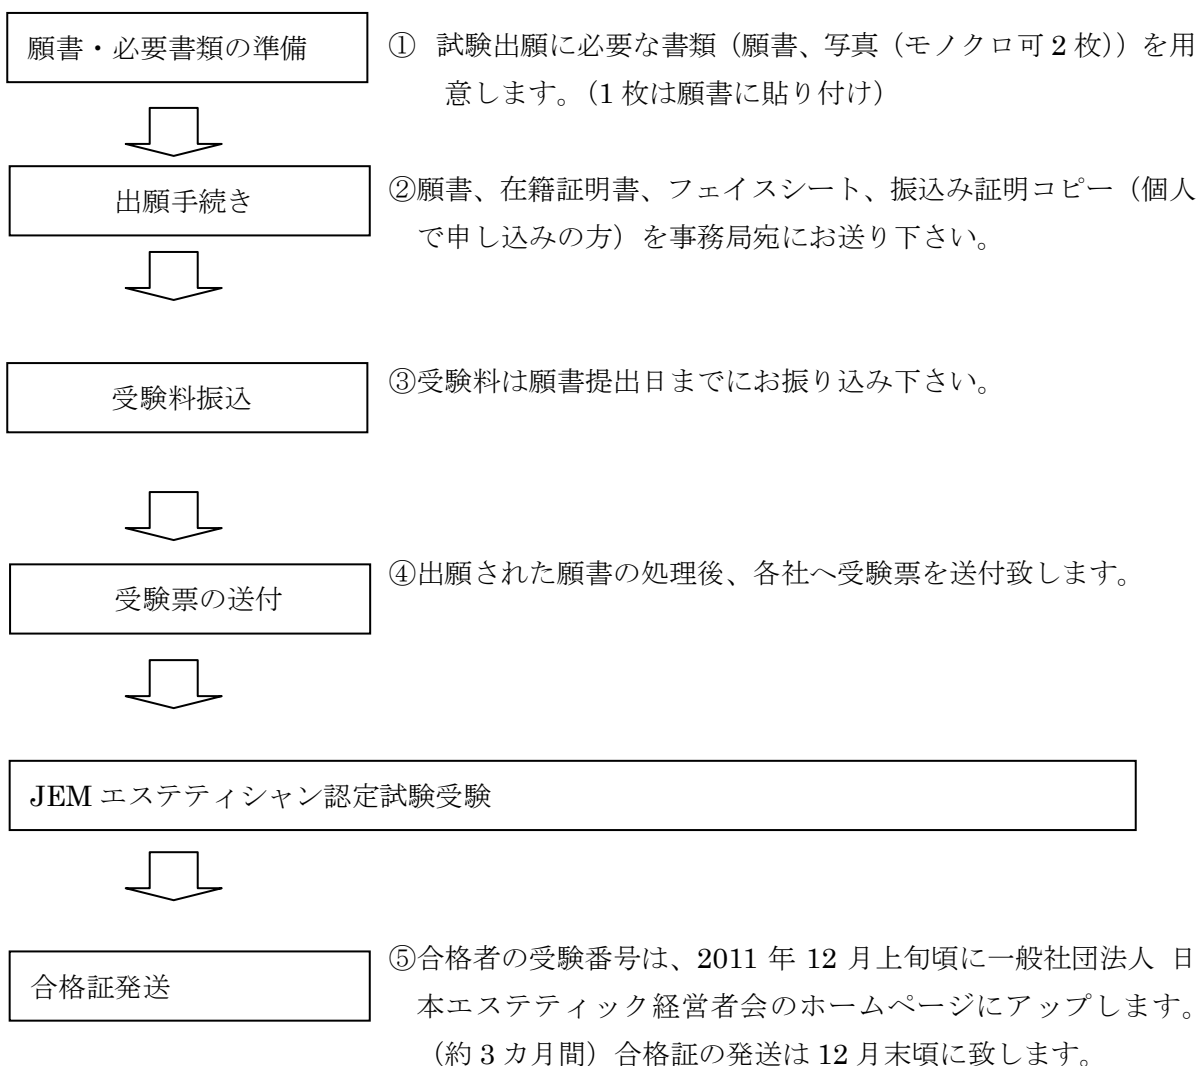 願書・必要書類の準備
① 試験出願に必要な書類（願書、写真（モノクロ可 2 枚））を用
意します。（1 枚は願書に貼り付け）
出願手続き
②願書、在籍証明書、フェイスシート、振込み証明コピー（個人
で申し込みの方）を事務局宛にお送り下さい。
受験料振込
③受験料は願書提出日までにお振り込み下さい。
受験票の送付
④出願された願書の処理後、各社へ受験票を送付致します。
JEM エステティシャン認定試験受験
合格証発送
⑤合格者の受験番号は、2011 年 12 月上旬頃に一般社団法人 日
本エステティック経営者会のホームページにアップします。
（約 3 カ月間）合格証の発送は 12 月末頃に致します。